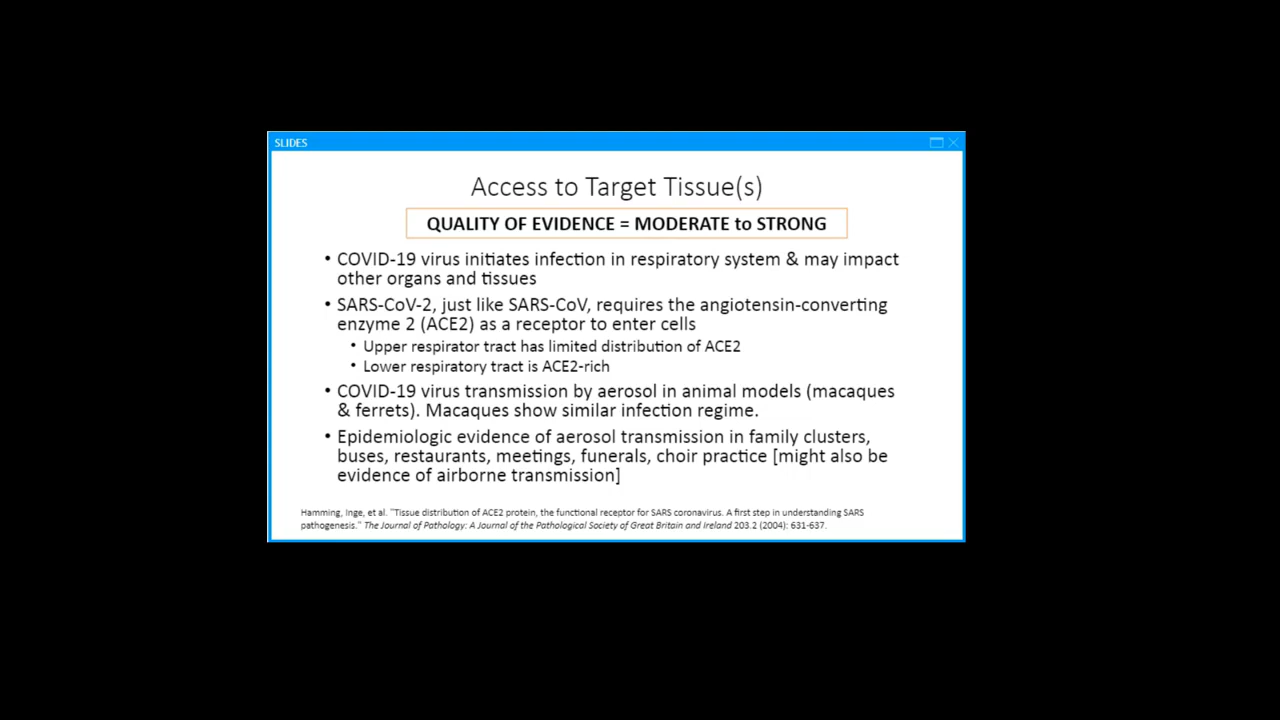 SLIDES
Access to Target Tissue(s)
QUALITY OF EVIDENCE = MODERATE to STRONG
• COVID-19 virus initiates infection in respiratory system & may impact
other organs and tissues
• SARS-CoV-2, just like SARS-CoV, requires the angiotensin-converting
enzyme 2 (ACE2) as a receptor to enter cells
• Upper respirator tract has limited distribution of ACE2
• Lower respiratory tract is ACE2-rich
• COVID-19 virus transmission by aerosol in animal models (macaques
& ferrets). Macaques show similar infection regime.
• Epidemiologic evidence of aerosol transmission in family clusters,
buses, restaurants, meetings, funerals, choir practice [might also be
evidence of airborne transmission]
Hamming, Inge, et al. "Tissue distribution of ACE2 protein, the functional receptor for SARS coronavirus. A first step in understanding SARS
pathogenesis." The Journal of Pathology: A Journal of the Pathological Society of Great Britain and Ireland 203.2 (2004): 631-637.